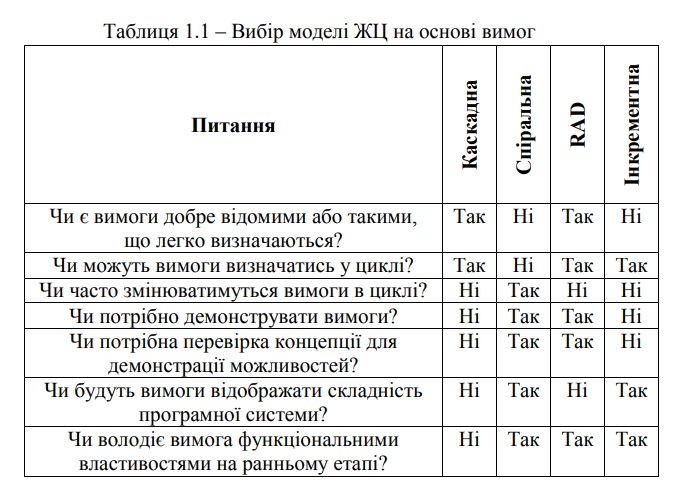 Таблиця 1.1 – Вибір моделі ЖЦ на основі вимог
Питання Каскадна Спіральна RAD Інкрементна
Чи є вимоги добре відомими або такими, Так Ні Так Ні
що легко визначаються?
Чи можуть вимоги визначатись у циклі? Так Ні Так Так
Чи часто змінюватимуться вимоги в циклі? Ні Так Ні Ні
Чи потрібно демонструвати вимоги? Ні Так Так Ні
Чи потрібна перевірка концепції для Ні Так Так Ні
демонстрації можливостей?
Чи будуть вимоги відображати складність Ні Так Ні Так
програмної системи?
Чи володіє вимога функціональними Ні Так Так Так
властивостями на ранньому етапі?